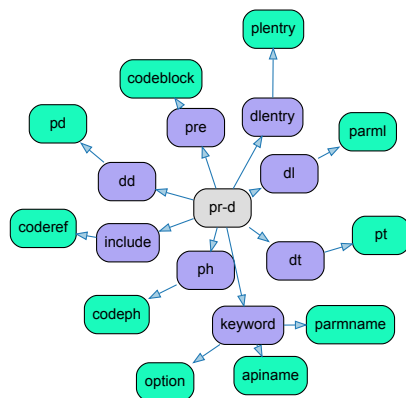 plentry
codeblock
dlentry
pd
pre
parml
dl
dd
pr-d
coderef
include
pt
dt
ph
codeph
keyword
parmname
option
apiname